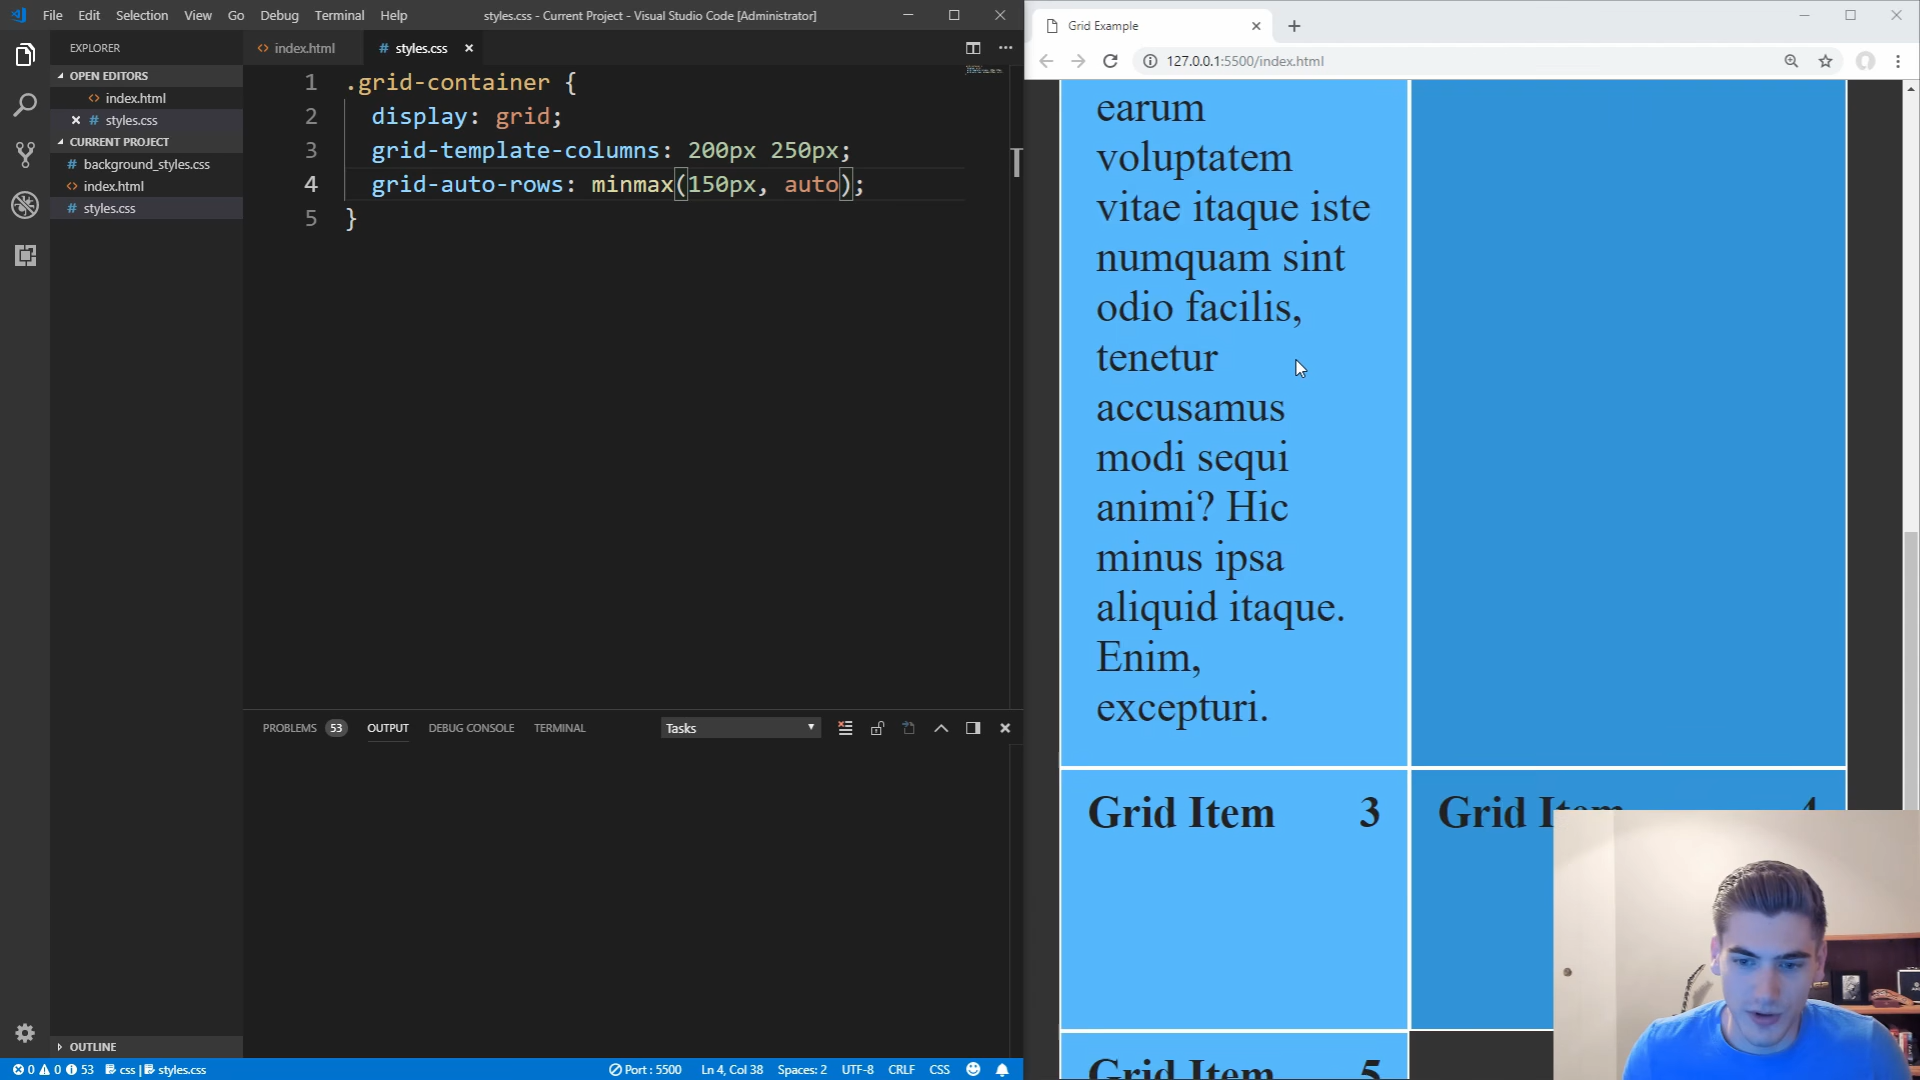 File Edit Selection View Go Debug Terminal Help
styles.css - Current Project - Visual Studio Code [Administrator]
EXPLORER
OPEN EDITORS
index.html
styles.css
CURRENT PROJECT
background_styles.css
index.html
styles.css
OUTLINE
index.html
styles.css
1 .grid-container {
2 display: grid;
3 grid-template-columns: 200px 250px;
4 grid-auto-rows: minmax(150px, auto);
5 }
PROBLEMS 53 OUTPUT DEBUG CONSOLE TERMINAL
Tasks
0 0 53 css | styles.css
Port : 5500 Ln 4, Col 38 Spaces: 2 UTF-8 CRLF CSS
Grid Example
127.0.0.1:5500/index.html
earum
voluptatem
vitae itaque iste
numquam sint
odio facilis,
tenetur
accusamus
modi sequi
animi? Hic
minus ipsa
aliquid itaque.
Enim,
excepturi.
Grid Item 3
Grid Item 4
Grid Item 5